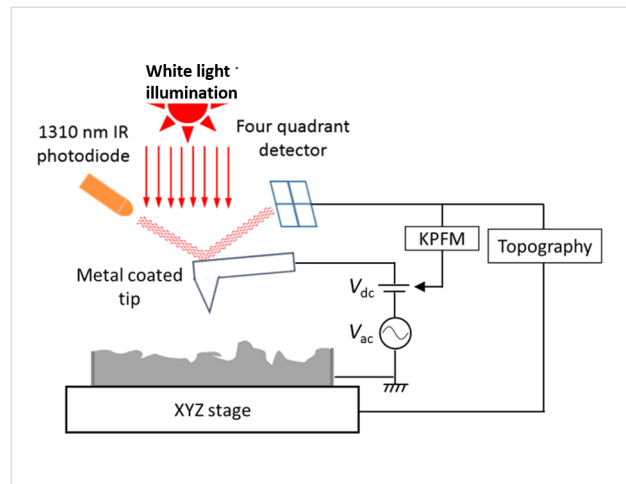 White light
illumination
1310 nm IR
photodiode
Four quadrant
detector
KPFM
Topography
Metal coated
tip
Vdc
Vac
XYZ stage